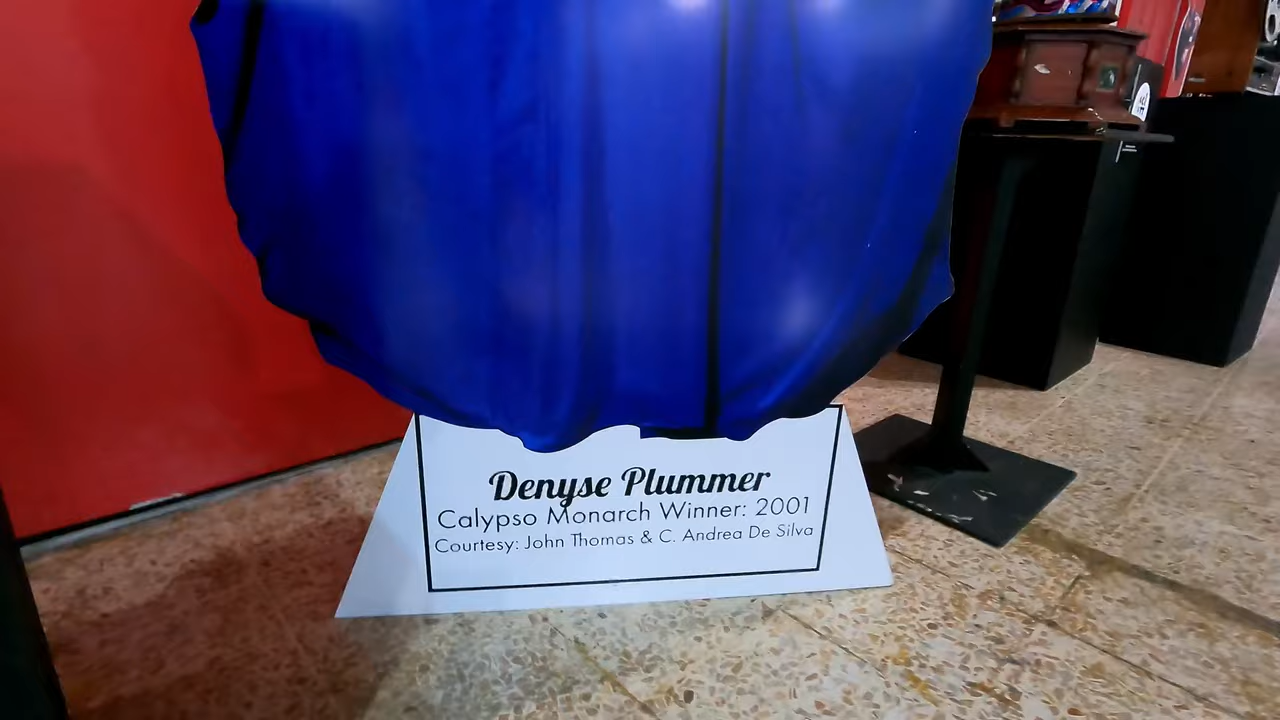 Denyse Plummer
Calypso Monarch Winner: 2001
Courtesy: John Thomas & C. Andrea De Silva